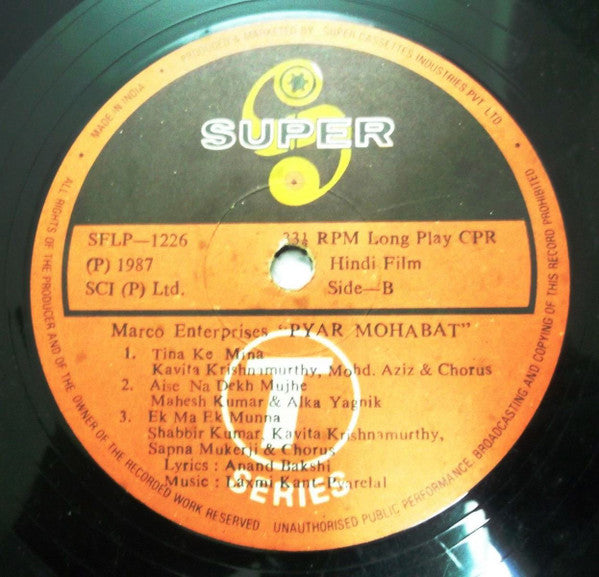 MADE IN INDIA • PRODUCED & MARKETED BY: SUPER CASSETTES INDUSTRIES PVT. LTD.
SUPER
SFLP—1226
33⅓ RPM Long Play CPR
(P) 1987
Hindi Film
SCI (P) Ltd.
Side—B
Marco Enterprises "PYAR MOHABAT"
1. Tina Ke Mina
Kavita Krishnamurthy, Mohd. Aziz & Chorus
2. Aise Na Dekh Mujhe
Mahesh Kumar & Alka Yagnik
3. Ek Ma Ek Munna
Shabbir Kumar, Kavita Krishnamurthy,
Sapna Mukerji & Chorus
Lyrics : Anand Bakshi
Music : Laxmi Kant Pyarelal
T
SERIES
ALL RIGHTS OF THE PRODUCER AND OF THE OWNER OF THE RECORDED WORK RESERVED. UNAUTHORISED PUBLIC PERFORMANCE, BROADCASTING AND COPYING OF THIS RECORD PROHIBITED